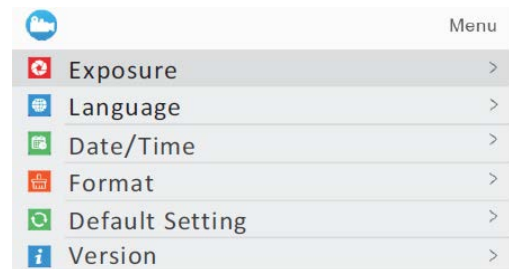 Menu
Exposure
Language
Date/Time
Format
Default Setting
Version